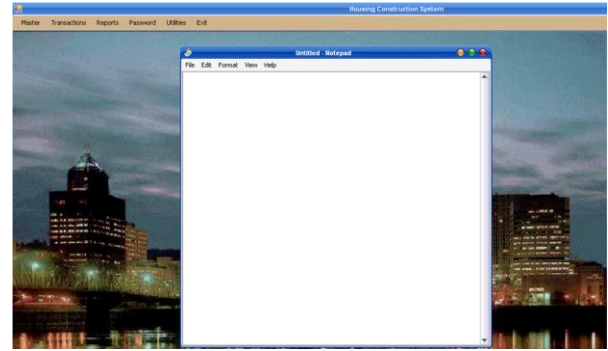 Housing Construction System
Master Transactions Reports Password Utilities Exit
Untitled - Notepad
File Edit Format View Help